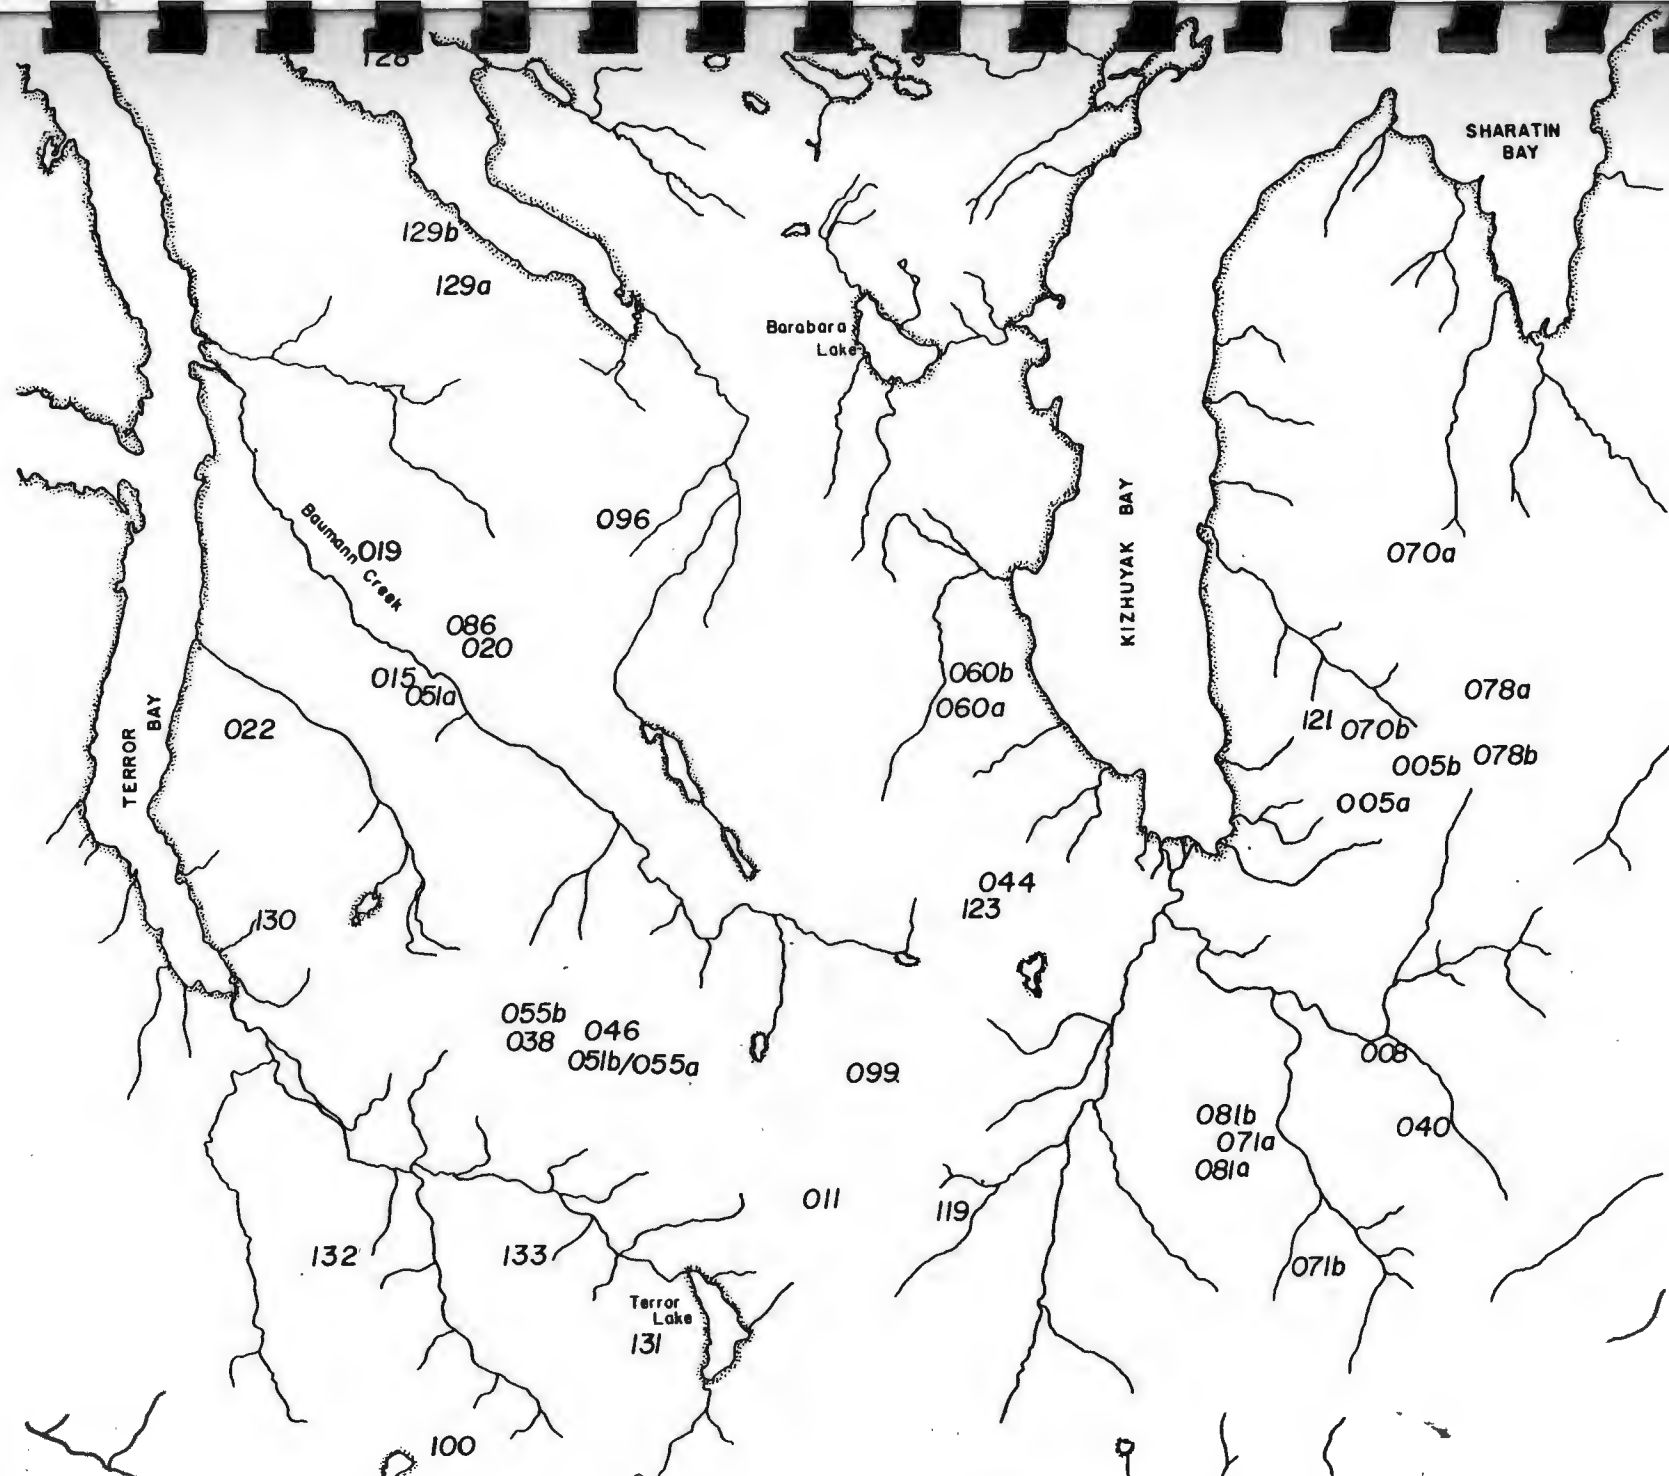 128
SHARATIN
BAY
129b
129a
Barabara
Lake
096
Baumann Creek
019
KIZHUYAK BAY
070a
086
020
015
051a
060b
060a
078a
121
070b
022
TERROR
BAY
005b
078b
005a
044
123
130
055b
046
038
051b/055a
099
008
081b
071a
081a
040
011
119
132
133
071b
Terror
Lake
131
100